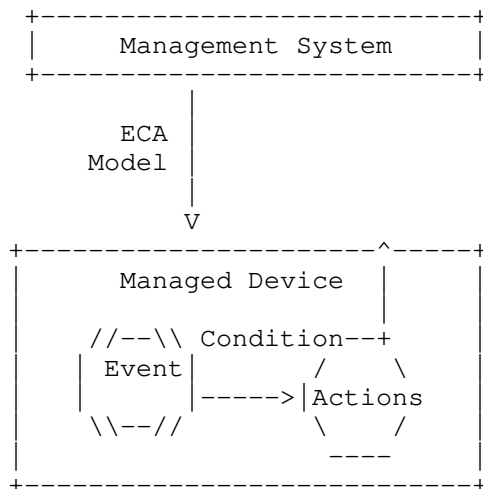 Management System
ECA
Model
V
Managed Device
Condition
Event
Actions